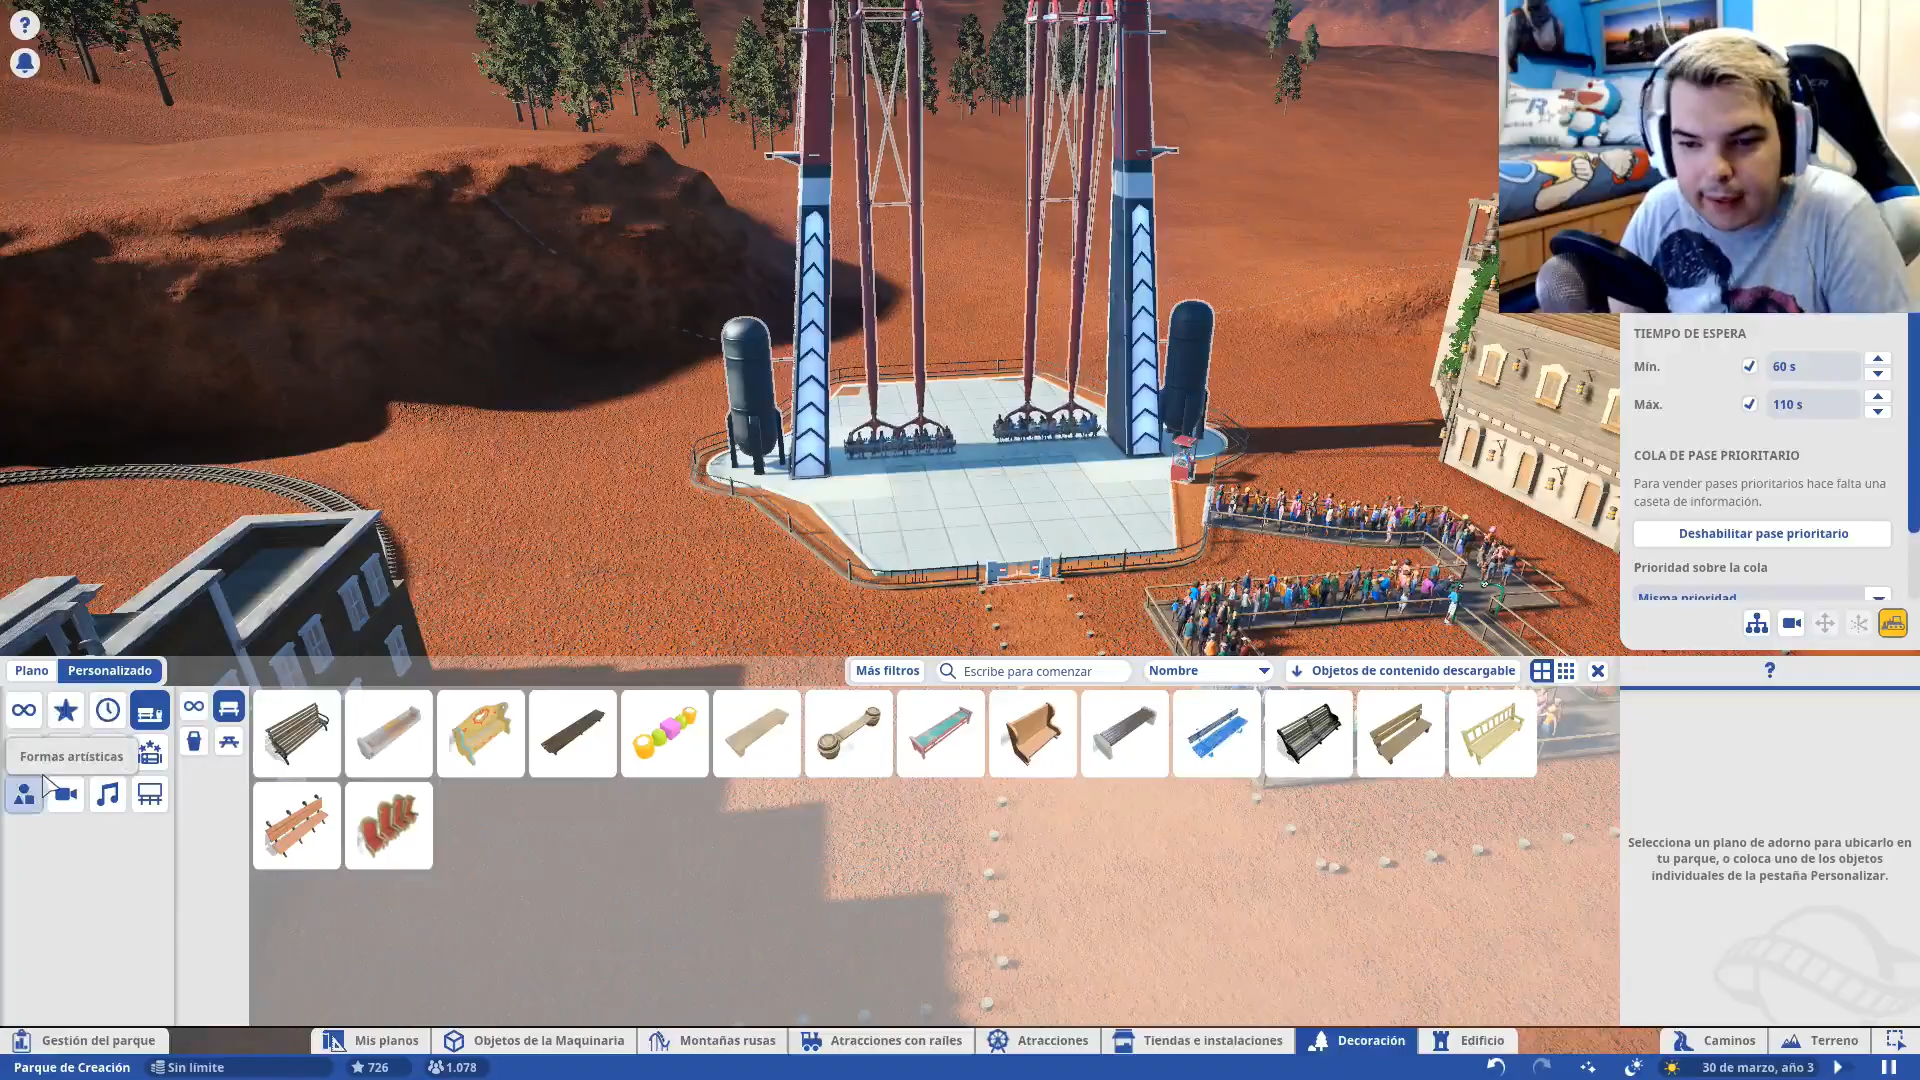 TIEMPO DE ESPERA
Mín.
60 s
Máx.
110 s
COLA DE PASE PRIORITARIO
Para vender pases prioritarios hace falta una
caseta de información.
Deshabilitar pase prioritario
Prioridad sobre la cola
Misma prioridad
Plano
Personalizado
Más filtros
Escribe para comenzar
Nombre
Objetos de contenido descargable
Formas artísticas
Selecciona un plano de adorno para ubicarlo en
tu parque, o coloca uno de los objetos
individuales de la pestaña Personalizar.
Gestión del parque
Mis planos
Objetos de la Maquinaria
Montañas rusas
Atracciones con raíles
Atracciones
Tiendas e instalaciones
Decoración
Edificio
Caminos
Terreno
Parque de Creación
Sin límite
726
1.078
30 de marzo, año 3